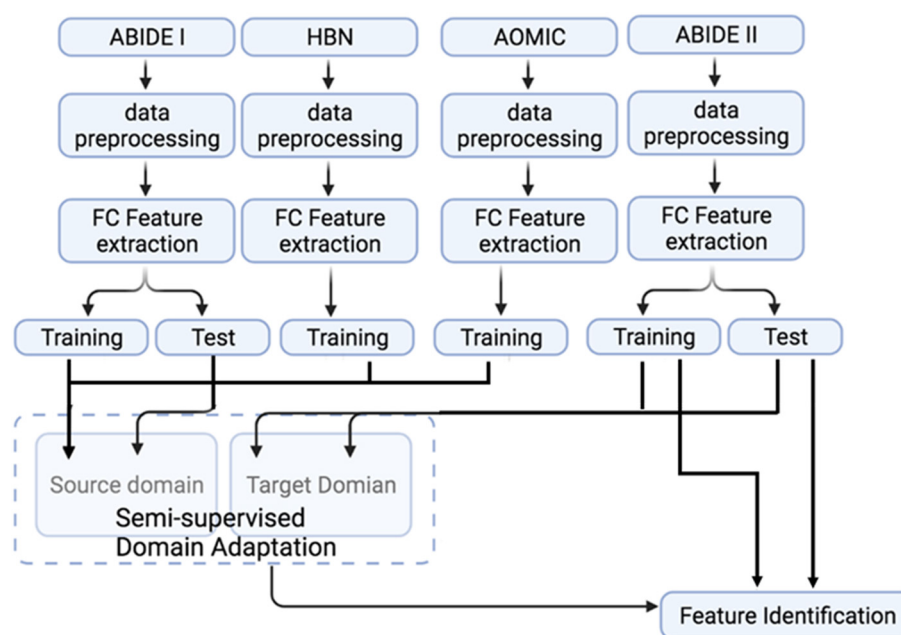 ABIDE I
HBN
AOMIC
ABIDE II
data
preprocessing
data
preprocessing
data
preprocessing
data
preprocessing
FC Feature
extraction
FC Feature
extraction
FC Feature
extraction
FC Feature
extraction
Training
Test
Training
Training
Training
Test
Source domain
Target Domian
Semi-supervised
Domain Adaptation
Feature Identification